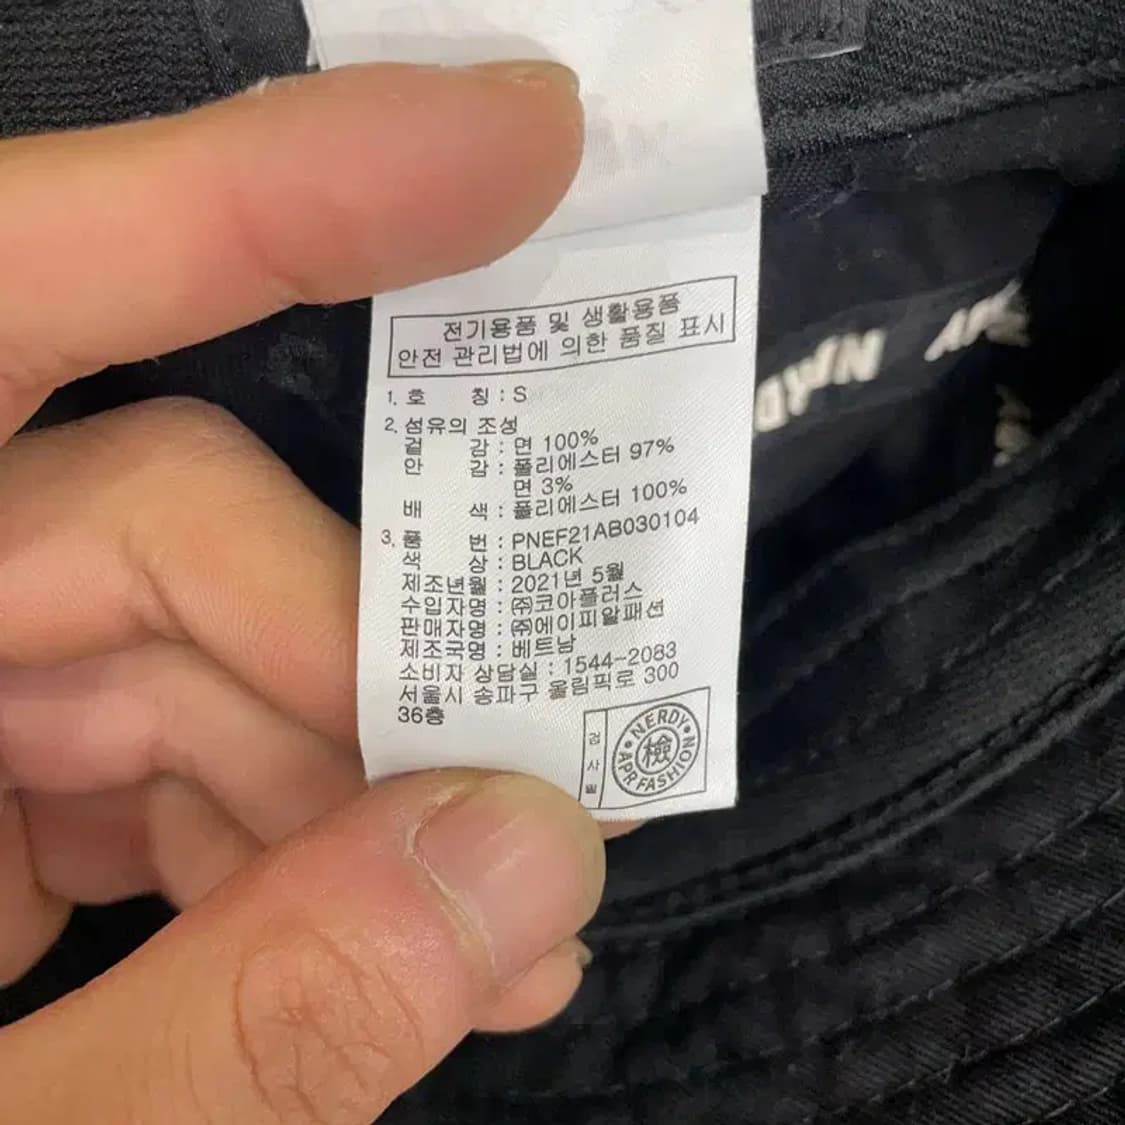 전기용품 및 생활용품
안전 관리법에 의한 품질 표시
1. 호 칭 : S
2. 섬유의 조성
겉 감 : 면 100%
안 감 : 폴리에스터 97%
면 3%
배 색 : 폴리에스터 100%
3. 품 번 : PNEF21AB030104
색 상 : BLACK
제조년월 : 2021년 5월
수입자명 : ㈜코아플러스
판매자명 : ㈜에이피알패션
제조국명 : 베트남
소비자 상담실 : 1544-2083
서울시 송파구 올림픽로 300
36층
검사필
NERDY • APR FASHION •
檢